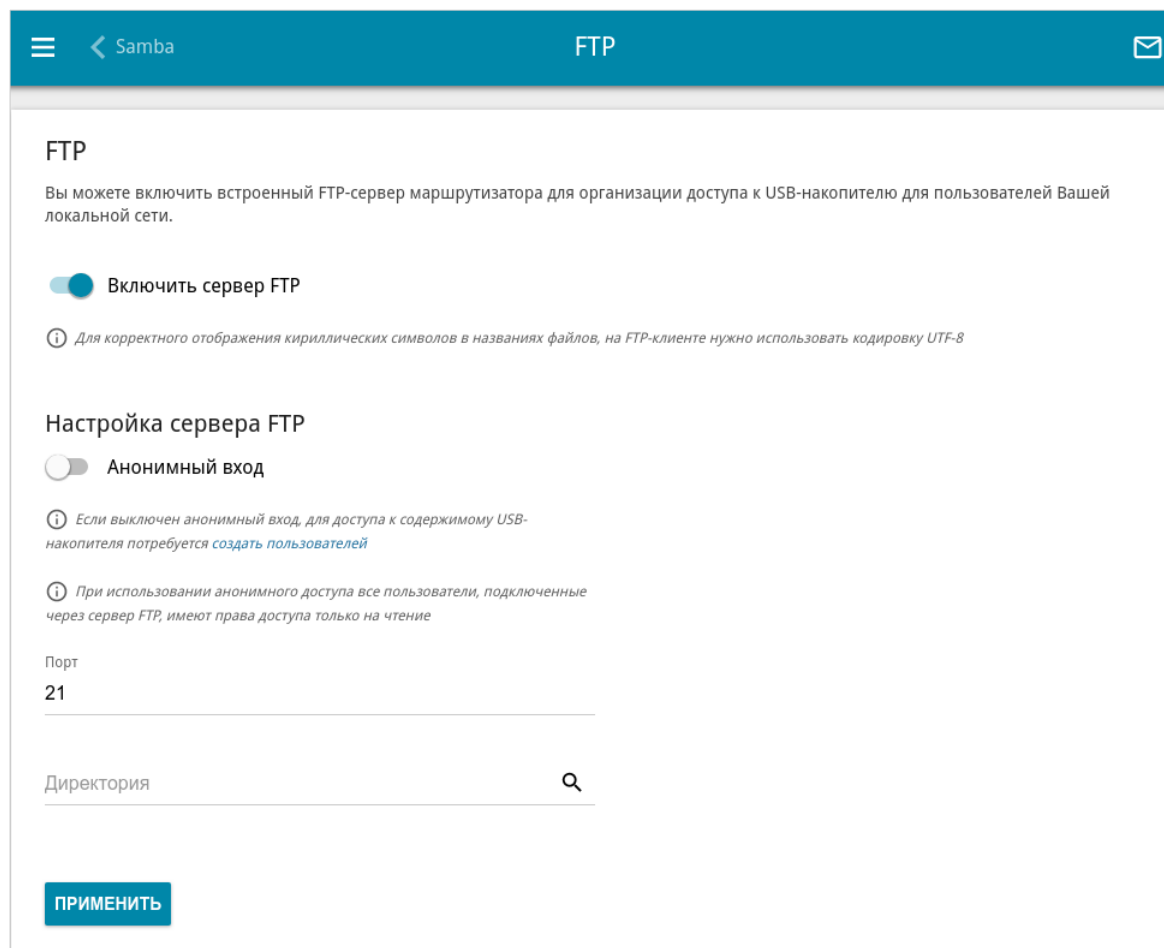 Samba
FTP
FTP
Вы можете включить встроенный FTP-сервер маршрутизатора для организации доступа к USB-накопителю для пользователей Вашей
локальной сети.
Включить сервер FTP
Для корректного отображения кириллических символов в названиях файлов, на FTP-клиенте нужно использовать кодировку UTF-8
Настройка сервера FTP
Анонимный вход
Если выключен анонимный вход, для доступа к содержимому USB-
накопителя потребуется создать пользователей
При использовании анонимного доступа все пользователи, подключенные
через сервер FTP, имеют права доступа только на чтение
Порт
21
Директория
ПРИМЕНИТЬ